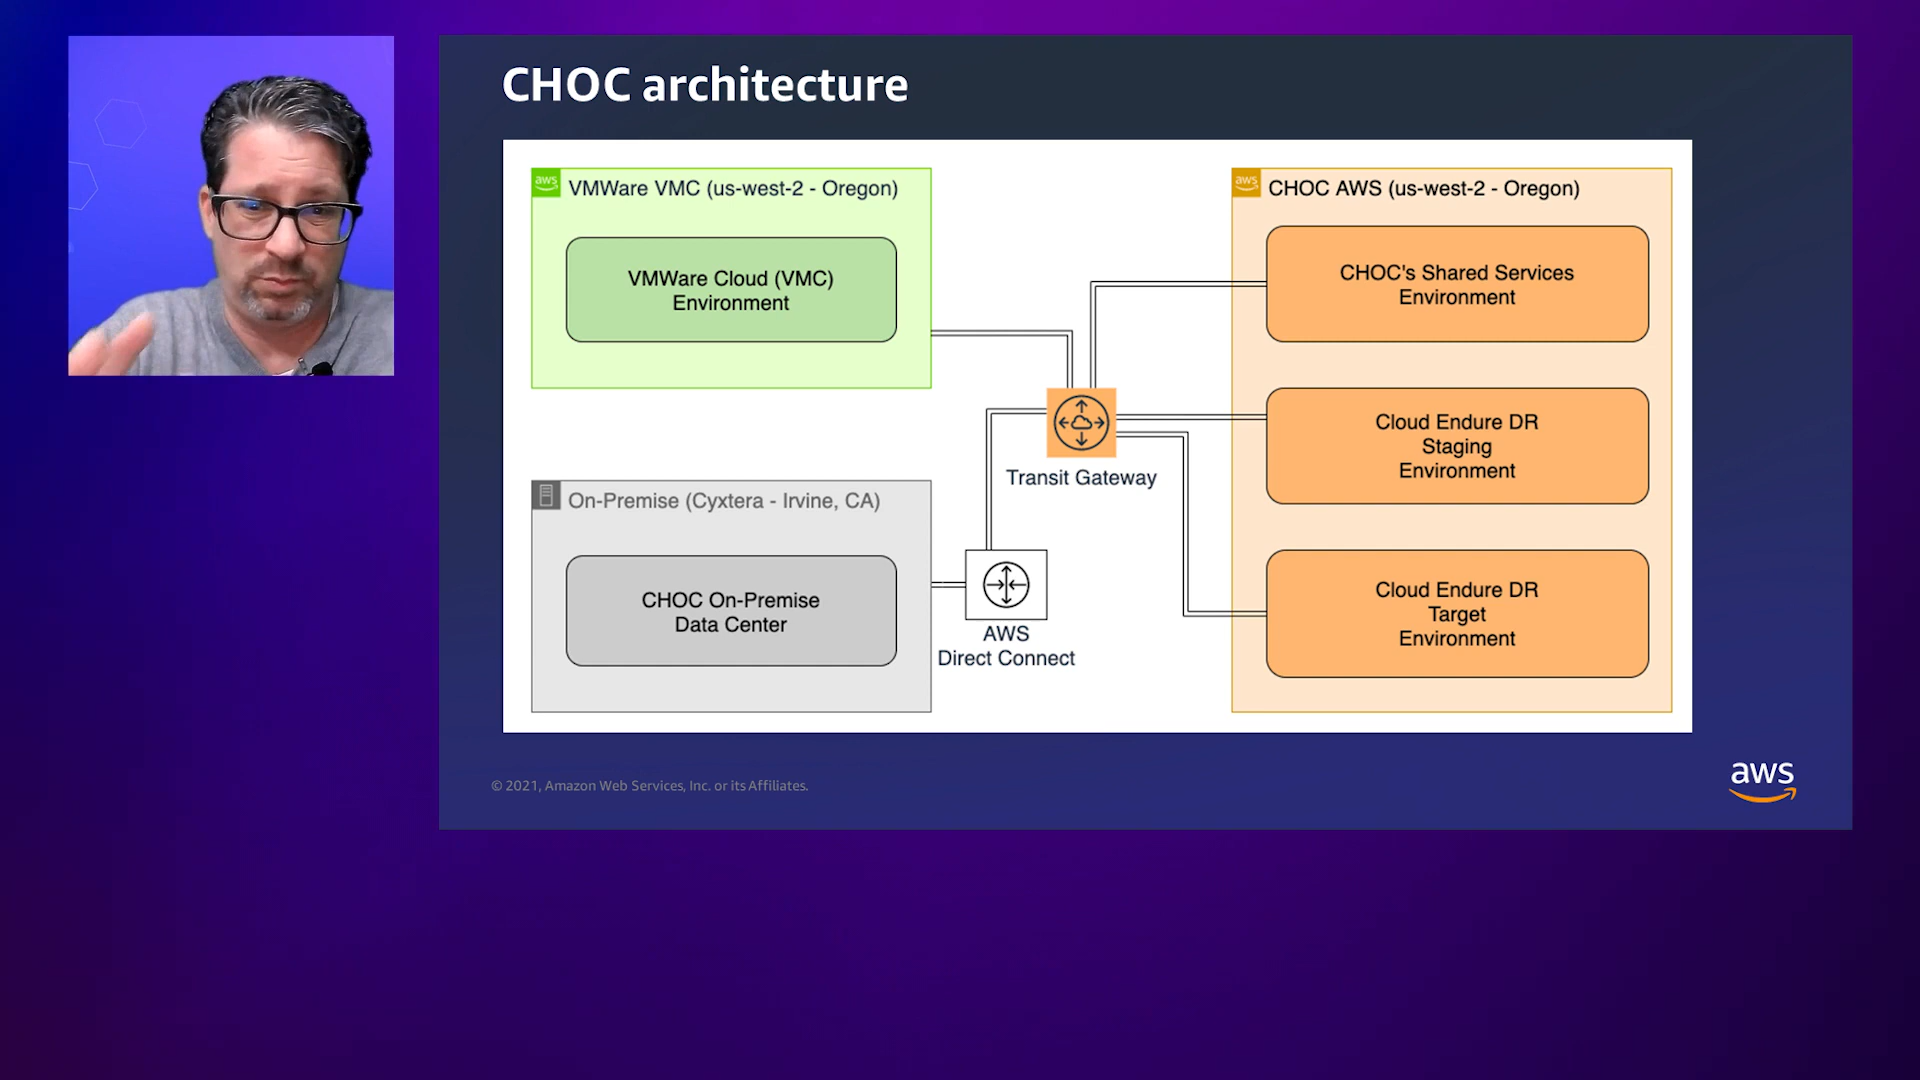 CHOC architecture
aws
VMWare VMC (us-west-2 - Oregon)
VMWare Cloud (VMC)
Environment
aws
CHOC AWS (us-west-2 - Oregon)
CHOC's Shared Services
Environment
Cloud Endure DR
Staging
Environment
Cloud Endure DR
Target
Environment
Transit Gateway
On-Premise (Cyxtera - Irvine, CA)
CHOC On-Premise
Data Center
AWS
Direct Connect
© 2021, Amazon Web Services, Inc. or its Affiliates.
aws